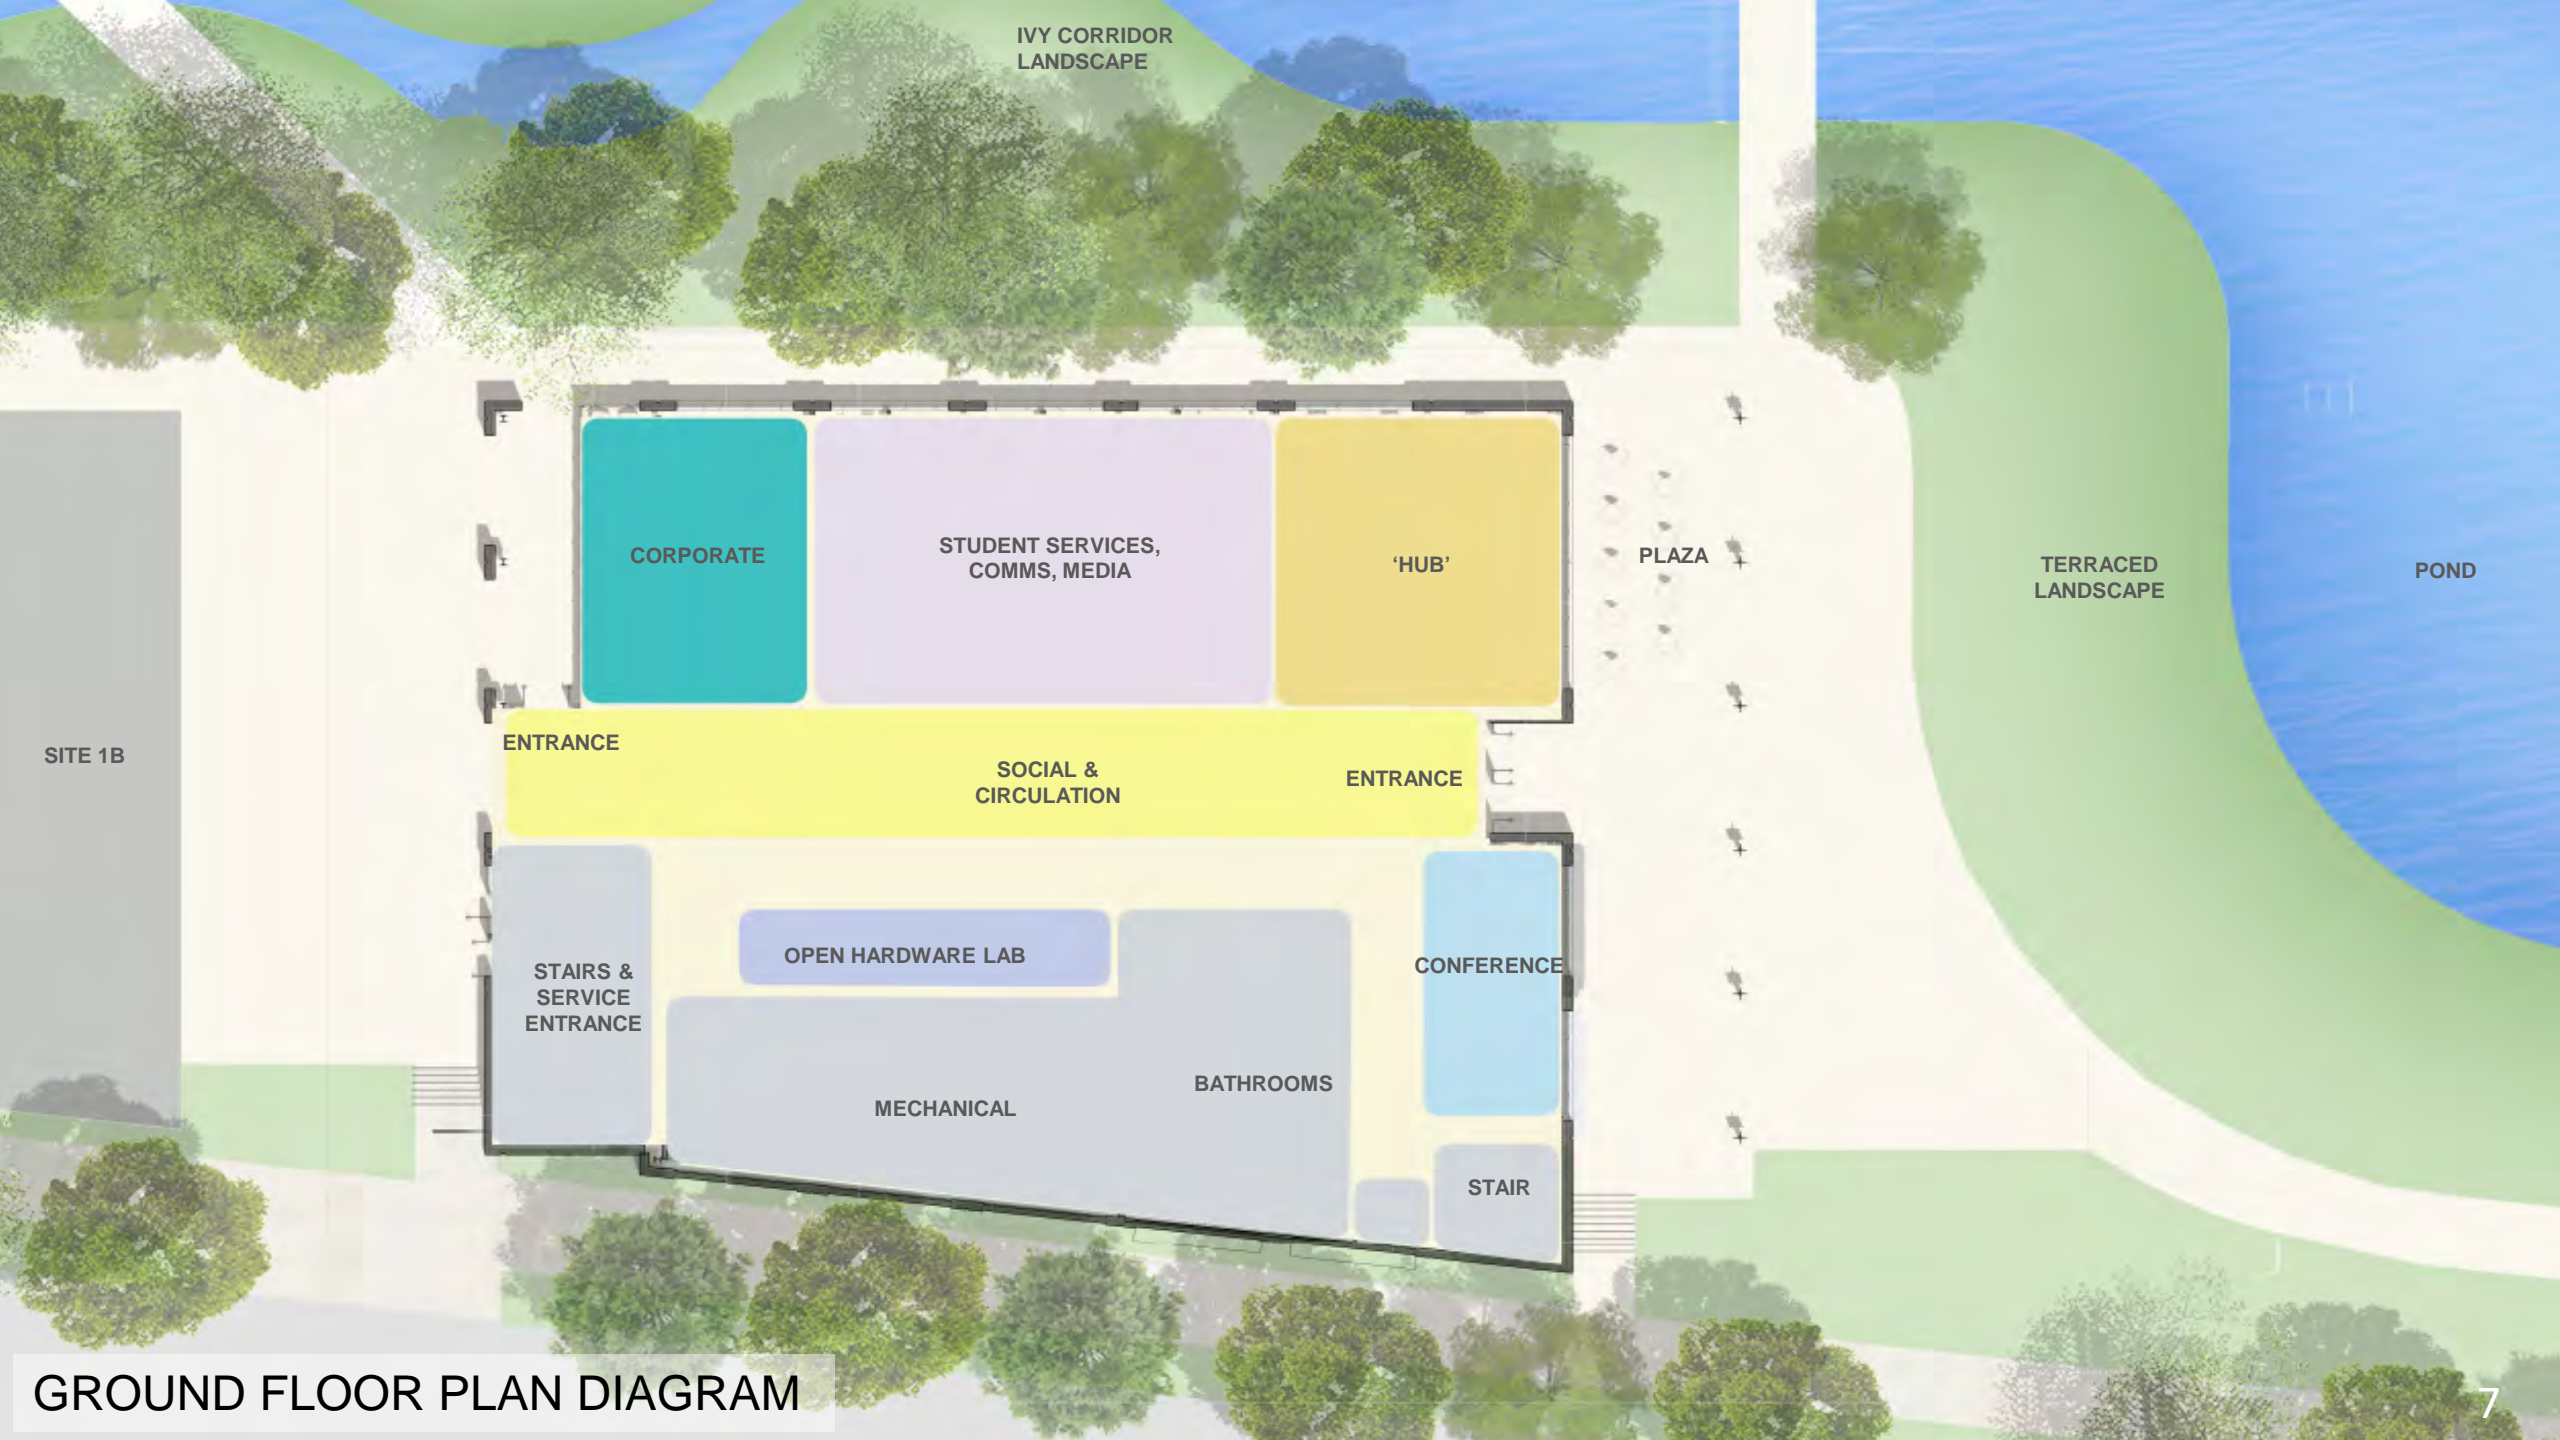 IVY CORRIDOR
LANDSCAPE
CORPORATE
STUDENT SERVICES,
COMMS, MEDIA
‘HUB’
PLAZA
TERRACED
LANDSCAPE
POND
SITE 1B
ENTRANCE
SOCIAL &
CIRCULATION
ENTRANCE
STAIRS &
SERVICE
ENTRANCE
OPEN HARDWARE LAB
CONFERENCE
MECHANICAL
BATHROOMS
STAIR
GROUND FLOOR PLAN DIAGRAM
7